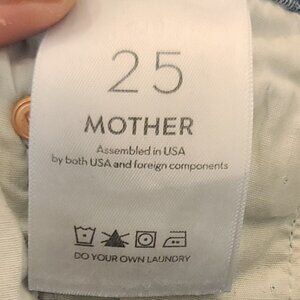 25
MOTHER
Assembled in USA
by both USA and foreign components
DO YOUR OWN LAUNDRY